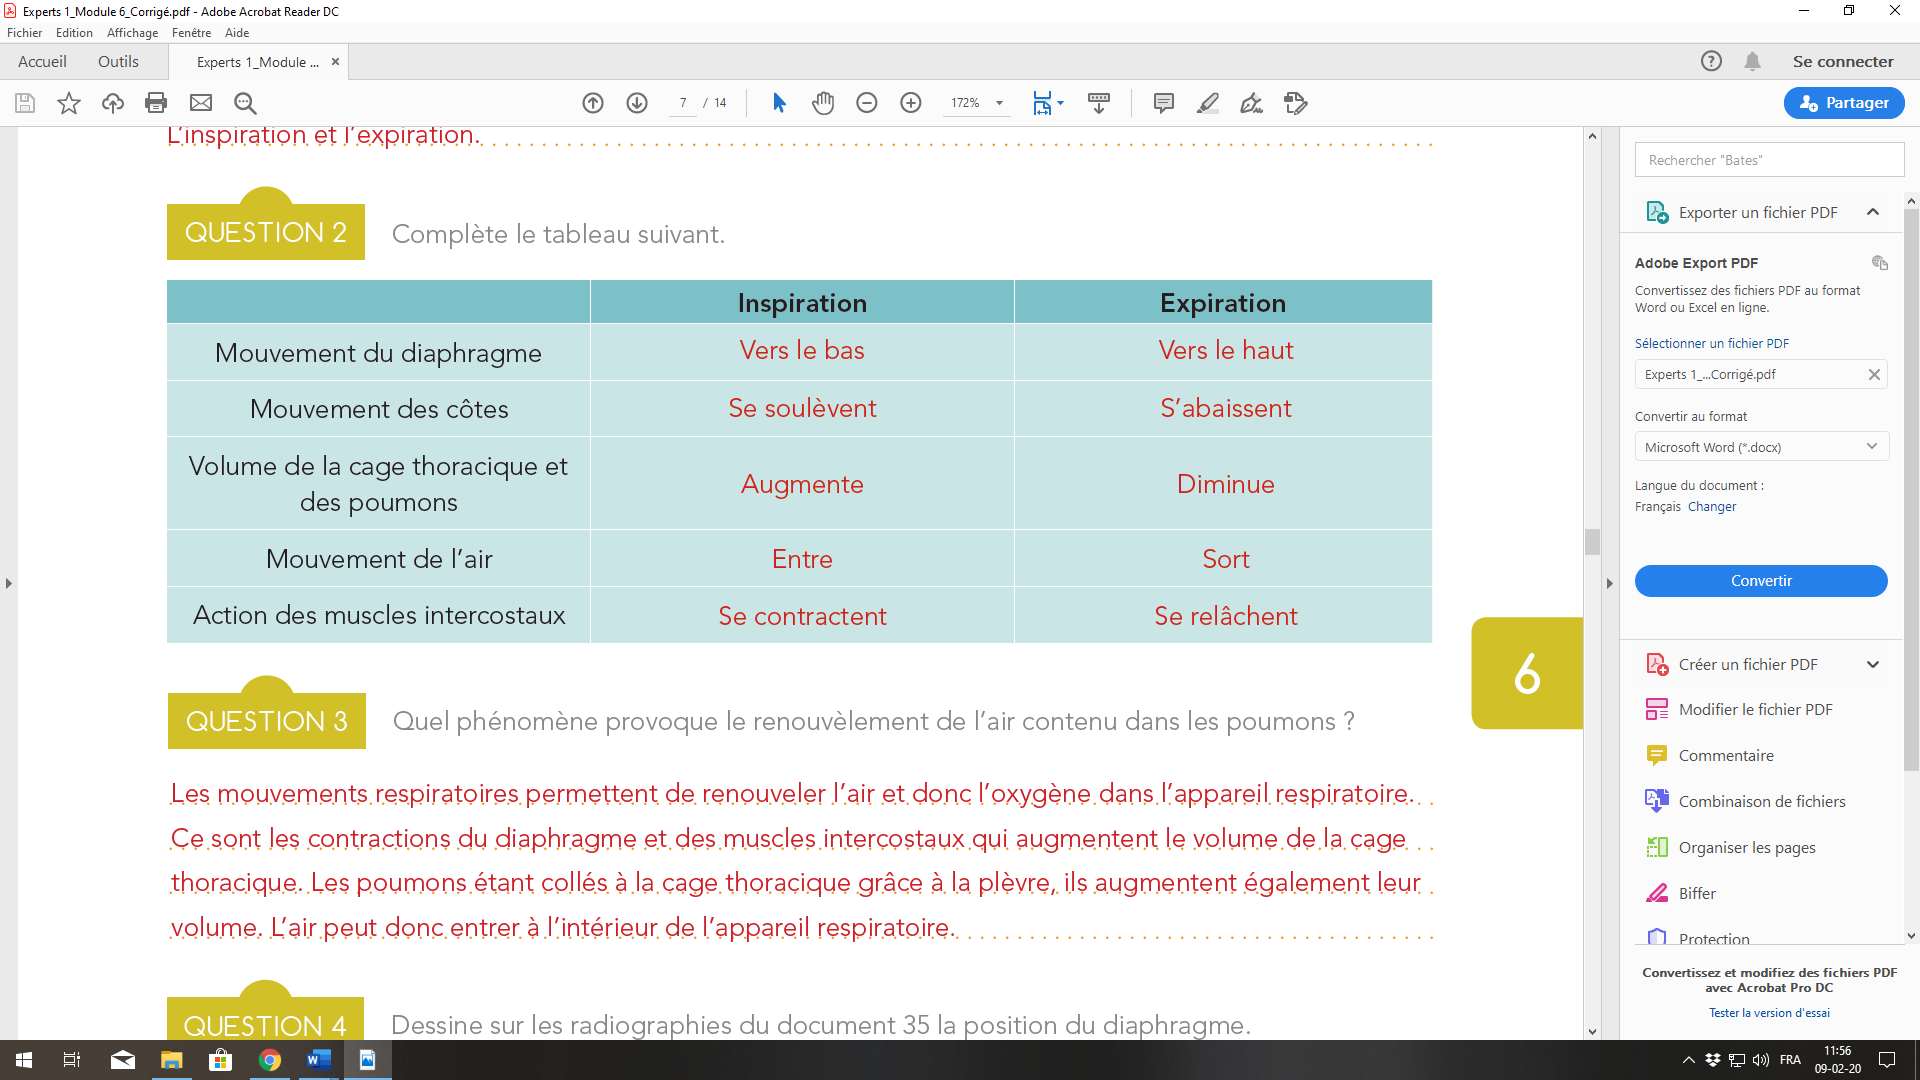 Experts 1_Module 6_Corrigé.pdf - Adobe Acrobat Reader DC
Fichier Edition Affichage Fenêtre Aide
Accueil Outils Experts 1_Module ... × Se connecter
7 / 14 172% Partager
L’inspiration et l’expiration.
QUESTION 2 Complète le tableau suivant.
Inspiration Expiration
Mouvement du diaphragme Vers le bas Vers le haut
Mouvement des côtes Se soulèvent S’abaissent
Volume de la cage thoracique et
des poumons Augmente Diminue
Mouvement de l’air Entre Sort
Action des muscles intercostaux Se contractent Se relâchent
6
QUESTION 3 Quel phénomène provoque le renouvèlement de l’air contenu dans les poumons ?
Les mouvements respiratoires permettent de renouveler l’air et donc l’oxygène dans l’appareil respiratoire.
Ce sont les contractions du diaphragme et des muscles intercostaux qui augmentent le volume de la cage
thoracique. Les poumons étant collés à la cage thoracique grâce à la plèvre, ils augmentent également leur
volume. L’air peut donc entrer à l’intérieur de l’appareil respiratoire.
QUESTION 4 Dessine sur les radiographies du document 35 la position du diaphragme.
Rechercher "Bates"
Exporter un fichier PDF
Adobe Export PDF
Convertissez des fichiers PDF au format
Word ou Excel en ligne.
Sélectionner un fichier PDF
Experts 1_...Corrigé.pdf
Convertir au format
Microsoft Word (*.docx)
Langue du document :
Français Changer
Convertir
Créer un fichier PDF
Modifier le fichier PDF
Commentaire
Combinaison de fichiers
Organiser les pages
Biffer
Protection
Convertissez et modifiez des fichiers PDF
avec Acrobat Pro DC
Tester la version d'essai
FRA
11:56
09-02-20